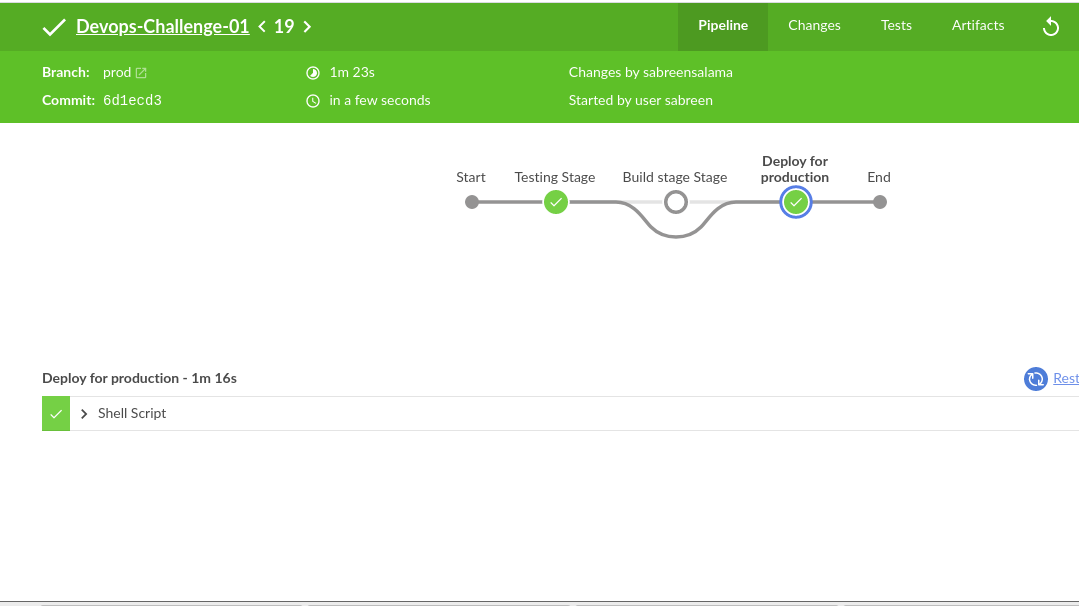 Devops-Challenge-01 < 19 >
Pipeline Changes Tests Artifacts
Branch: prod 1m 23s Changes by sabreensalama
Commit: 6d1ecd3 in a few seconds Started by user sabreen
Deploy for
Start Testing Stage Build stage Stage production End
Deploy for production - 1m 16s Rest
Shell Script